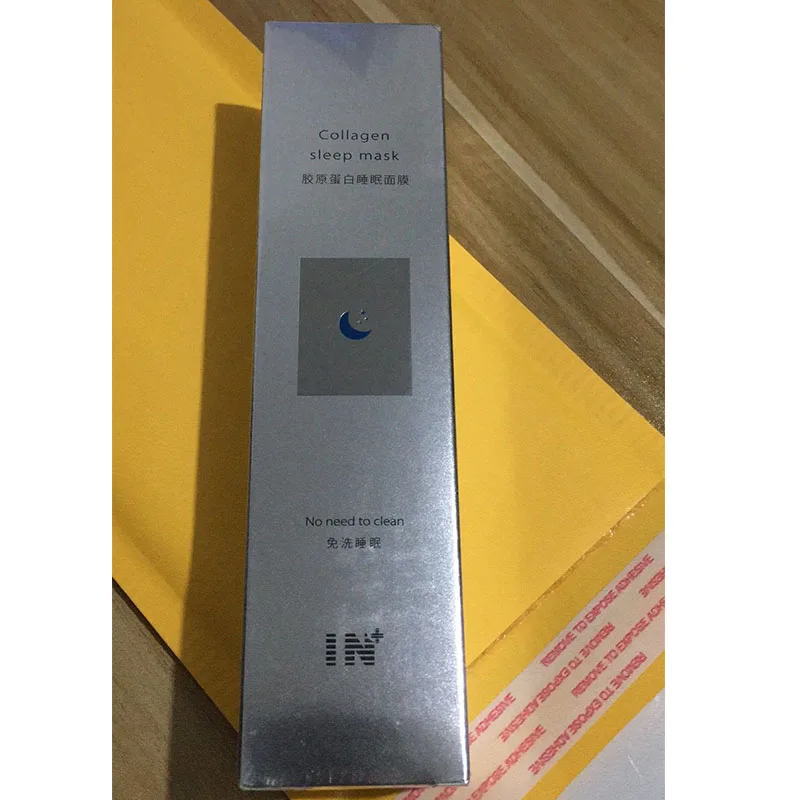 Collagen
sleep mask
胶原蛋白睡眠面膜
No need to clean
免洗睡眠
IN+
REMOVE TO EXPOSE ADHESIVE
REMOVE TO EXPOSE ADHESIVE